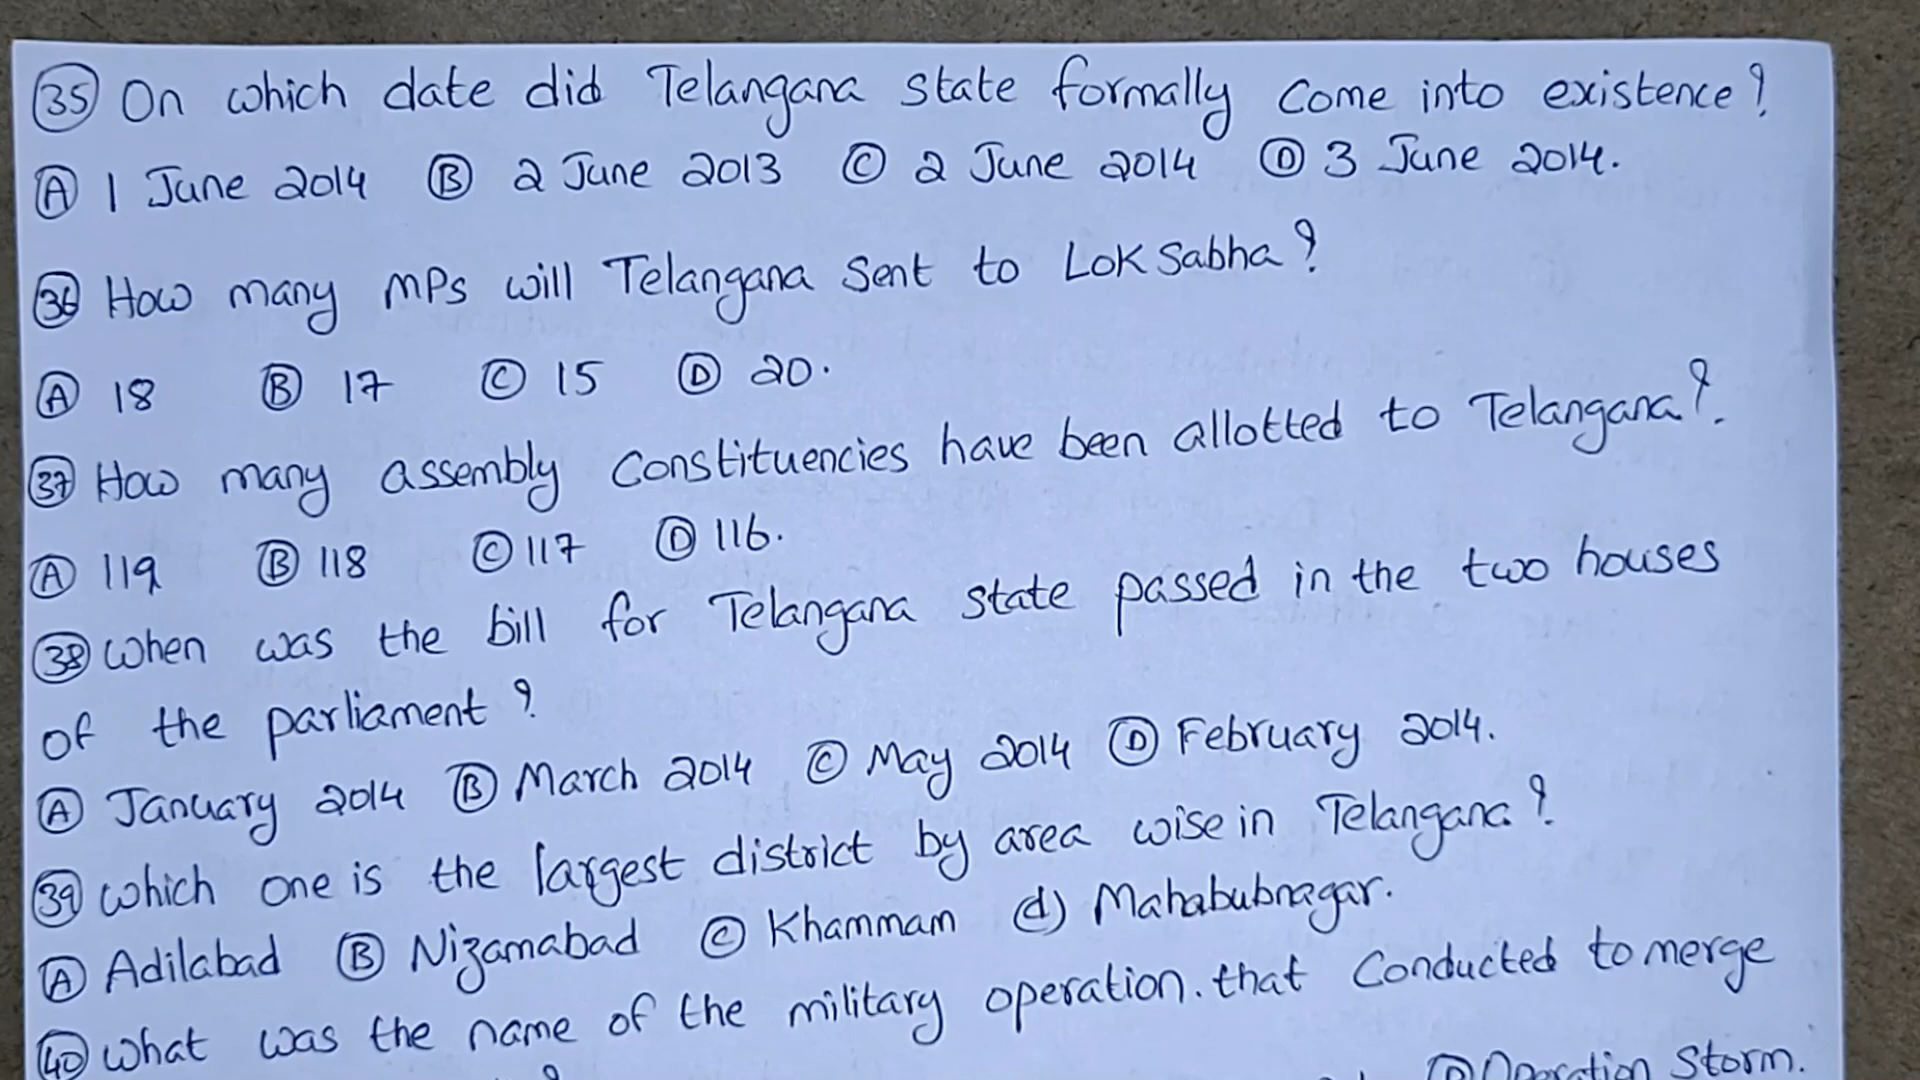 35 On which date did Telangana state formally come into existence?
A 1 June 2014 B 2 June 2013 C 2 June 2014 D 3 June 2014.
36 How many MPs will Telangana Sent to Lok Sabha?
A 18 B 17 C 15 D 20.
37 How many assembly Constituencies have been allotted to Telangana?.
A 119 B 118 C 117 D 116.
38 When was the bill for Telangana state passed in the two houses
of the parliament?
A January 2014 B March 2014 C May 2014 D February 2014.
39 Which one is the largest district by area wise in Telangana?
A Adilabad B Nizamabad C Khammam d) Mahabubnagar.
40 What was the name of the military operation. that Conducted to merge
D Operation Storm.